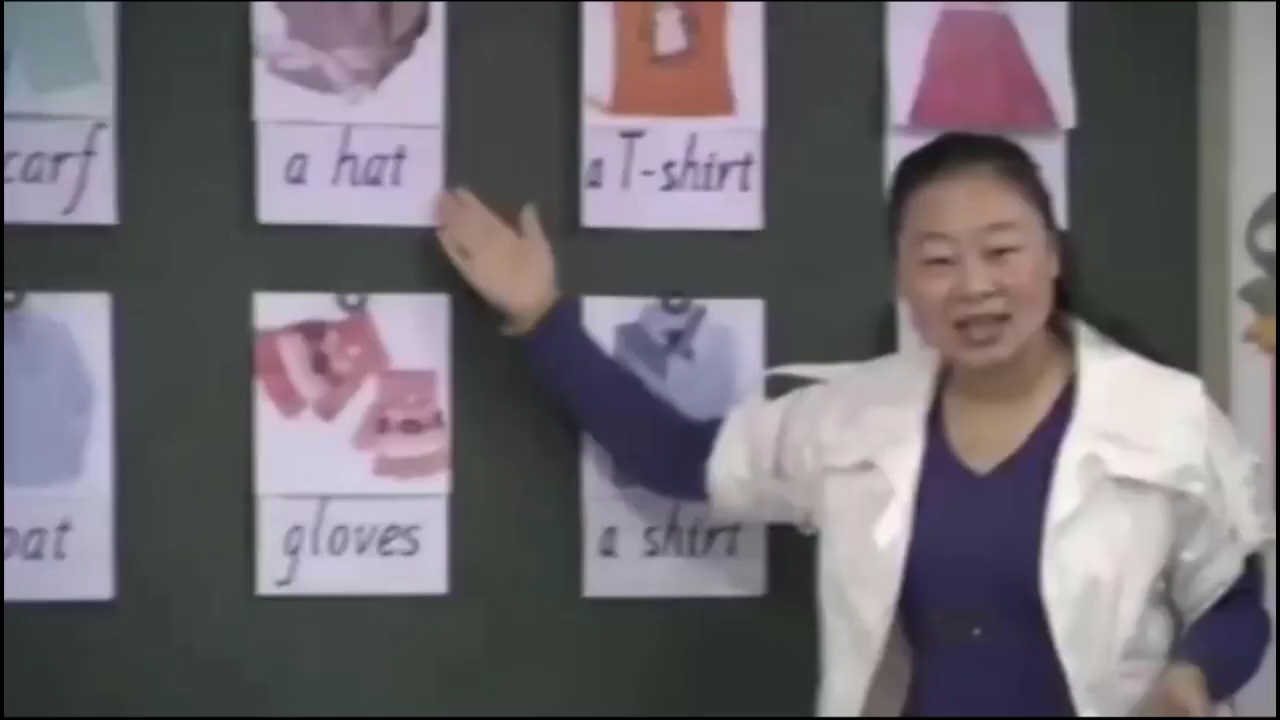 carf
a hat
a T-shirt
oat
gloves
a shirt